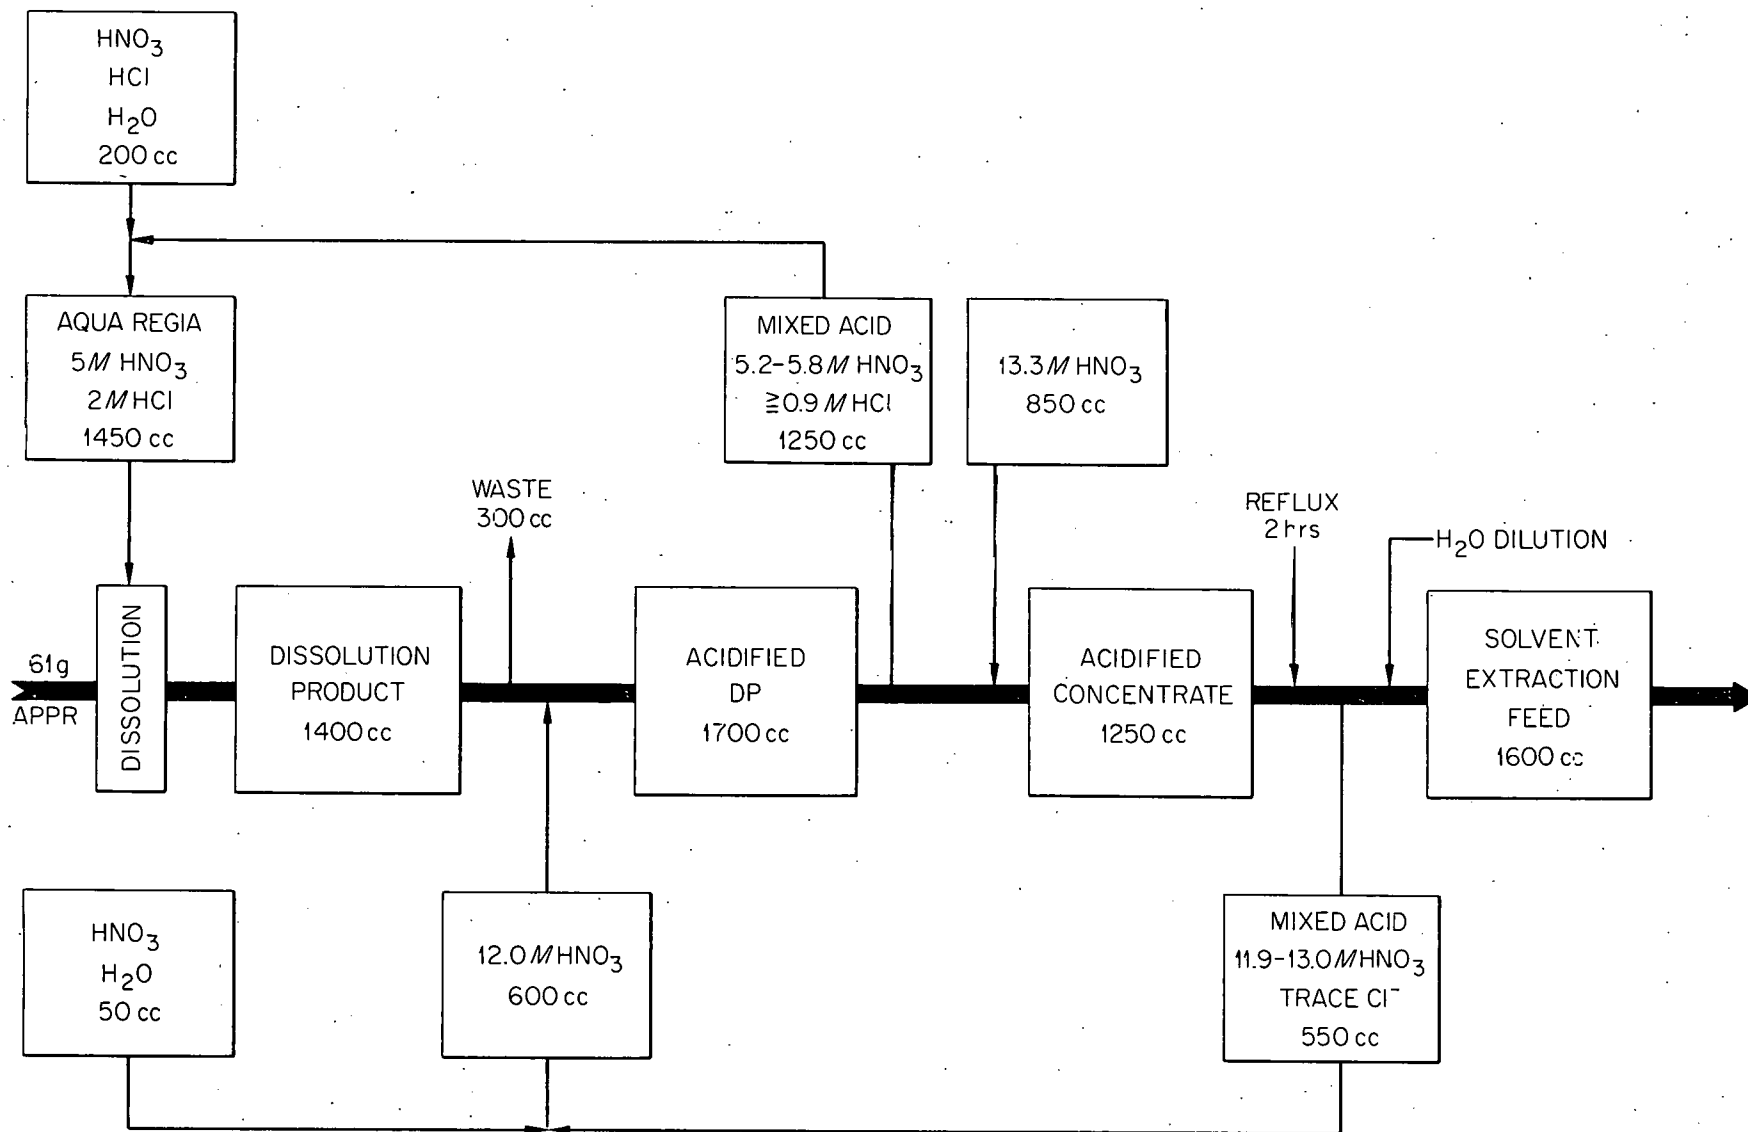 HNO3
HCl
H2O
200 cc
AQUA REGIA
5M HNO3
2M HCl
1450 cc
MIXED ACID
5.2-5.8M HNO3
≧0.9 M HCl
1250 cc
13.3M HNO3
850 cc
WASTE
300 cc
REFLUX
2 hrs
H2O DILUTION
61g
APPR
DISSOLUTION
DISSOLUTION
PRODUCT
1400 cc
ACIDIFIED
DP
1700 cc
ACIDIFIED
CONCENTRATE
1250 cc
SOLVENT
EXTRACTION
FEED
1600 cc
HNO3
H2O
50 cc
12.0M HNO3
600 cc
MIXED ACID
11.9-13.0M HNO3
TRACE Cl⁻
550 cc